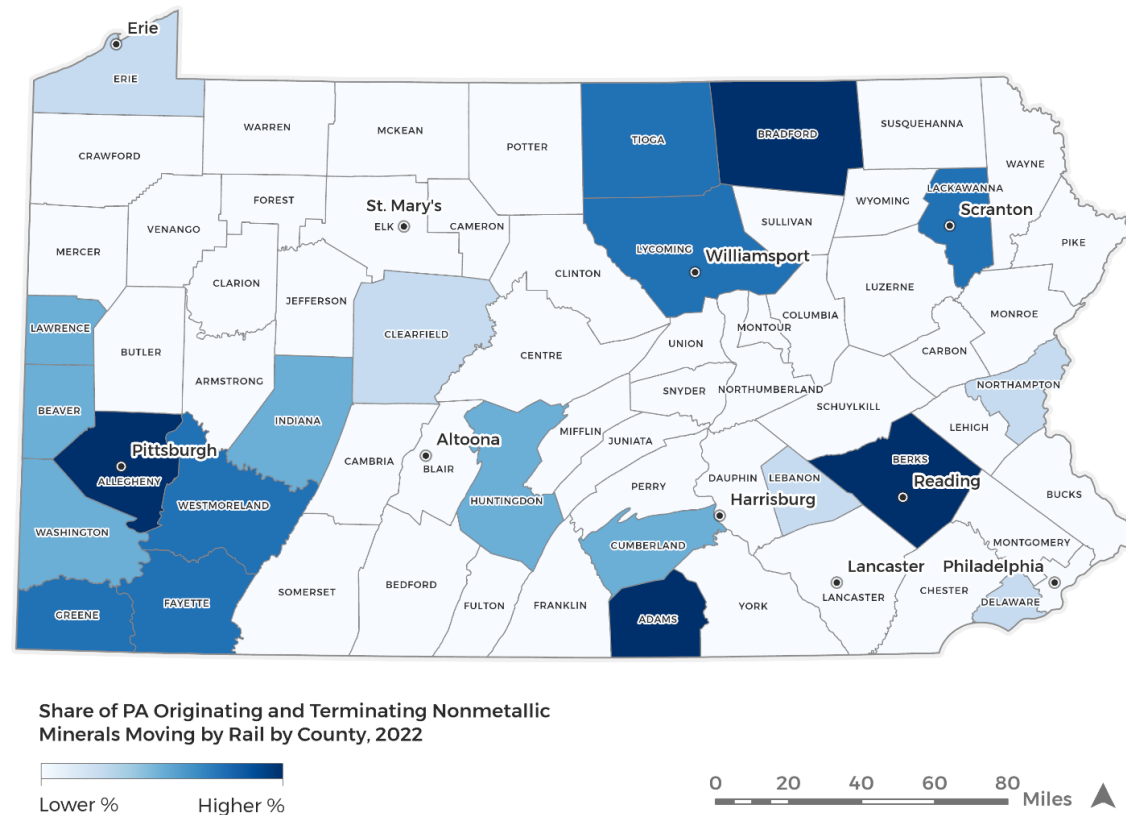 Erie
ERIE
WARREN
MCKEAN
POTTER
TIOGA
BRADFORD
SUSQUEHANNA
CRAWFORD
WAYNE
FOREST
St. Mary's
ELK
CAMERON
LACKAWANNA
WYOMING
Scranton
SULLIVAN
VENANGO
MERCER
LYCOMING
Williamsport
PIKE
CLARION
CLINTON
LUZERNE
JEFFERSON
LAWRENCE
CLEARFIELD
COLUMBIA
MONTOUR
MONROE
BUTLER
CENTRE
UNION
CARBON
ARMSTRONG
SNYDER
NORTHUMBERLAND
NORTHAMPTON
BEAVER
INDIANA
SCHUYLKILL
LEHIGH
MIFFLIN
JUNIATA
Altoona
BLAIR
Pittsburgh
ALLEGHENY
CAMBRIA
BERKS
Reading
DAUPHIN
LEBANON
PERRY
Harrisburg
HUNTINGDON
WESTMORELAND
BUCKS
WASHINGTON
CUMBERLAND
MONTGOMERY
Lancaster
LANCASTER
Philadelphia
CHESTER
DELAWARE
GREENE
FAYETTE
SOMERSET
BEDFORD
FULTON
FRANKLIN
ADAMS
YORK
Share of PA Originating and Terminating Nonmetallic
Minerals Moving by Rail by County, 2022
Lower %
Higher %
0 20 40 60 80
Miles